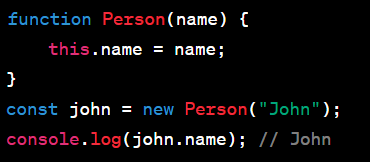 function Person(name) {
    this.name = name;
}
const john = new Person("John");
console.log(john.name); // John